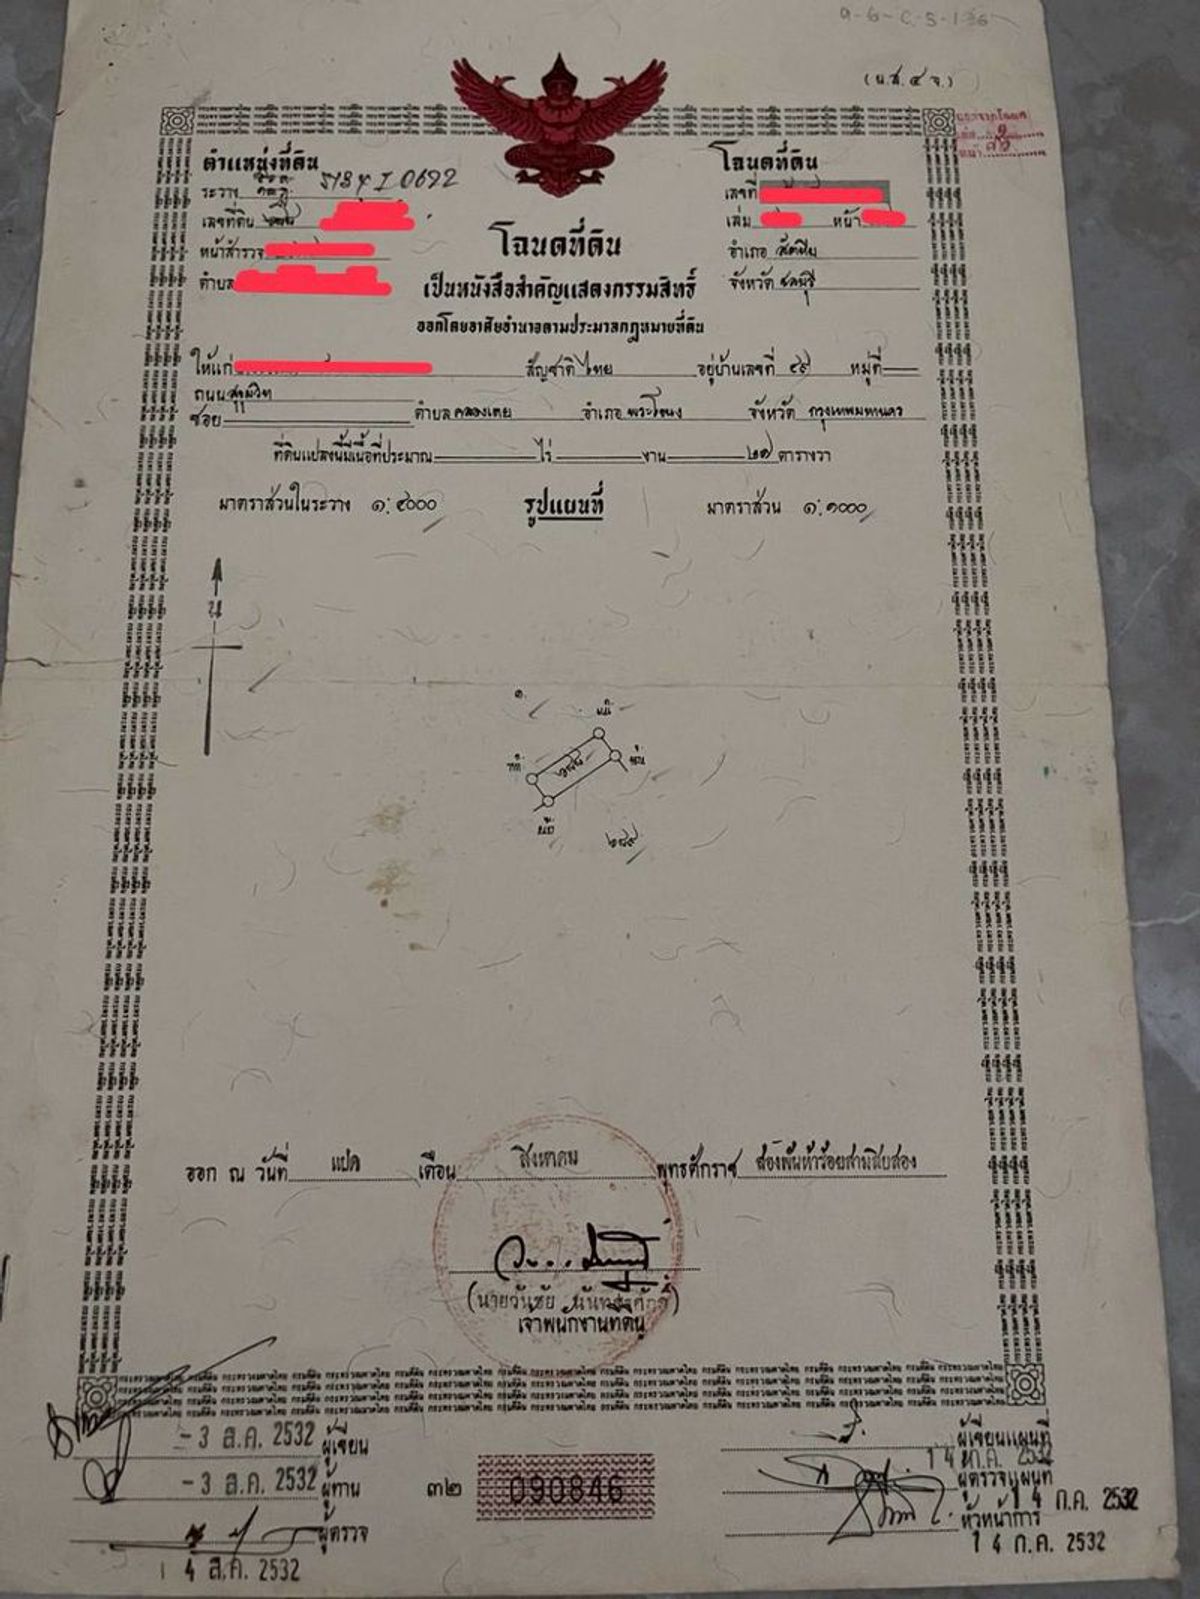 (น.ส. ๔ จ.)
ตำแหน่งที่ดิน
โฉนดที่ดิน
ระวาง 5134 I 0692
เลขที่
เลขที่ดิน
เล่ม หน้า
หน้าสำรวจ
อำเภอ สัตหีบ
ตำบล
จังหวัด ชลบุรี
โฉนดที่ดิน
เป็นหนังสือสำคัญแสดงกรรมสิทธิ์
ออกโดยอาศัยอำนาจตามประมวลกฎหมายที่ดิน
ให้แก่ สัญชาติ ไทย อยู่บ้านเลขที่ ๔๙ หมู่ที่
ถนน สุขุมวิท
ซอย ตำบล คลองเตย อำเภอ พระโขนง จังหวัด กรุงเทพมหานคร
ที่ดินแปลงนี้มีเนื้อที่ประมาณ ไร่ งาน ๒๑ ตารางวา
มาตราส่วนในระวาง ๑:๔๐๐๐ รูปแผนที่ มาตราส่วน ๑:๑๐๐๐
น
๒๘๙
ออก ณ วันที่ แปด เดือน สิงหาคม พุทธศักราช สองพันห้าร้อยสามสิบสอง
(นายวันชัย นันทศักดิ์)
เจ้าพนักงานที่ดิน
- 3 ส.ค. 2532 ผู้เขียน
- 3 ส.ค. 2532 ผู้ทาน
ผู้ตรวจ
4 ส.ค. 2532
๓๒ 090846
ผู้เขียนแผนที่
14 ก.ค. 2532
ผู้ตรวจแผนที่
14 ก.ค. 2532
หัวหน้าการ
14 ก.ค. 2532